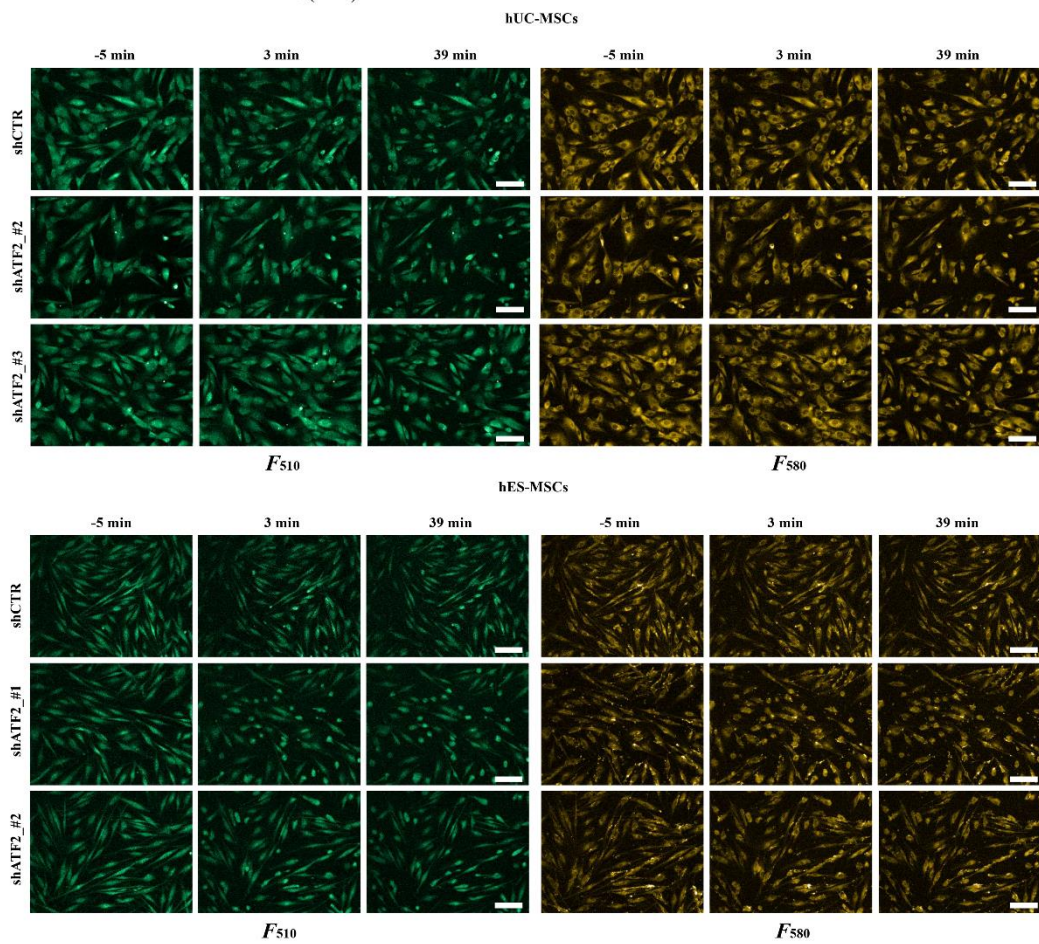 hUC-MSCs
-5 min 3 min 39 min -5 min 3 min 39 min
shCTR
shATF2_#2
shATF2_#3
F510 F580
hES-MSCs
-5 min 3 min 39 min -5 min 3 min 39 min
shCTR
shATF2_#1
shATF2_#2
F510 F580